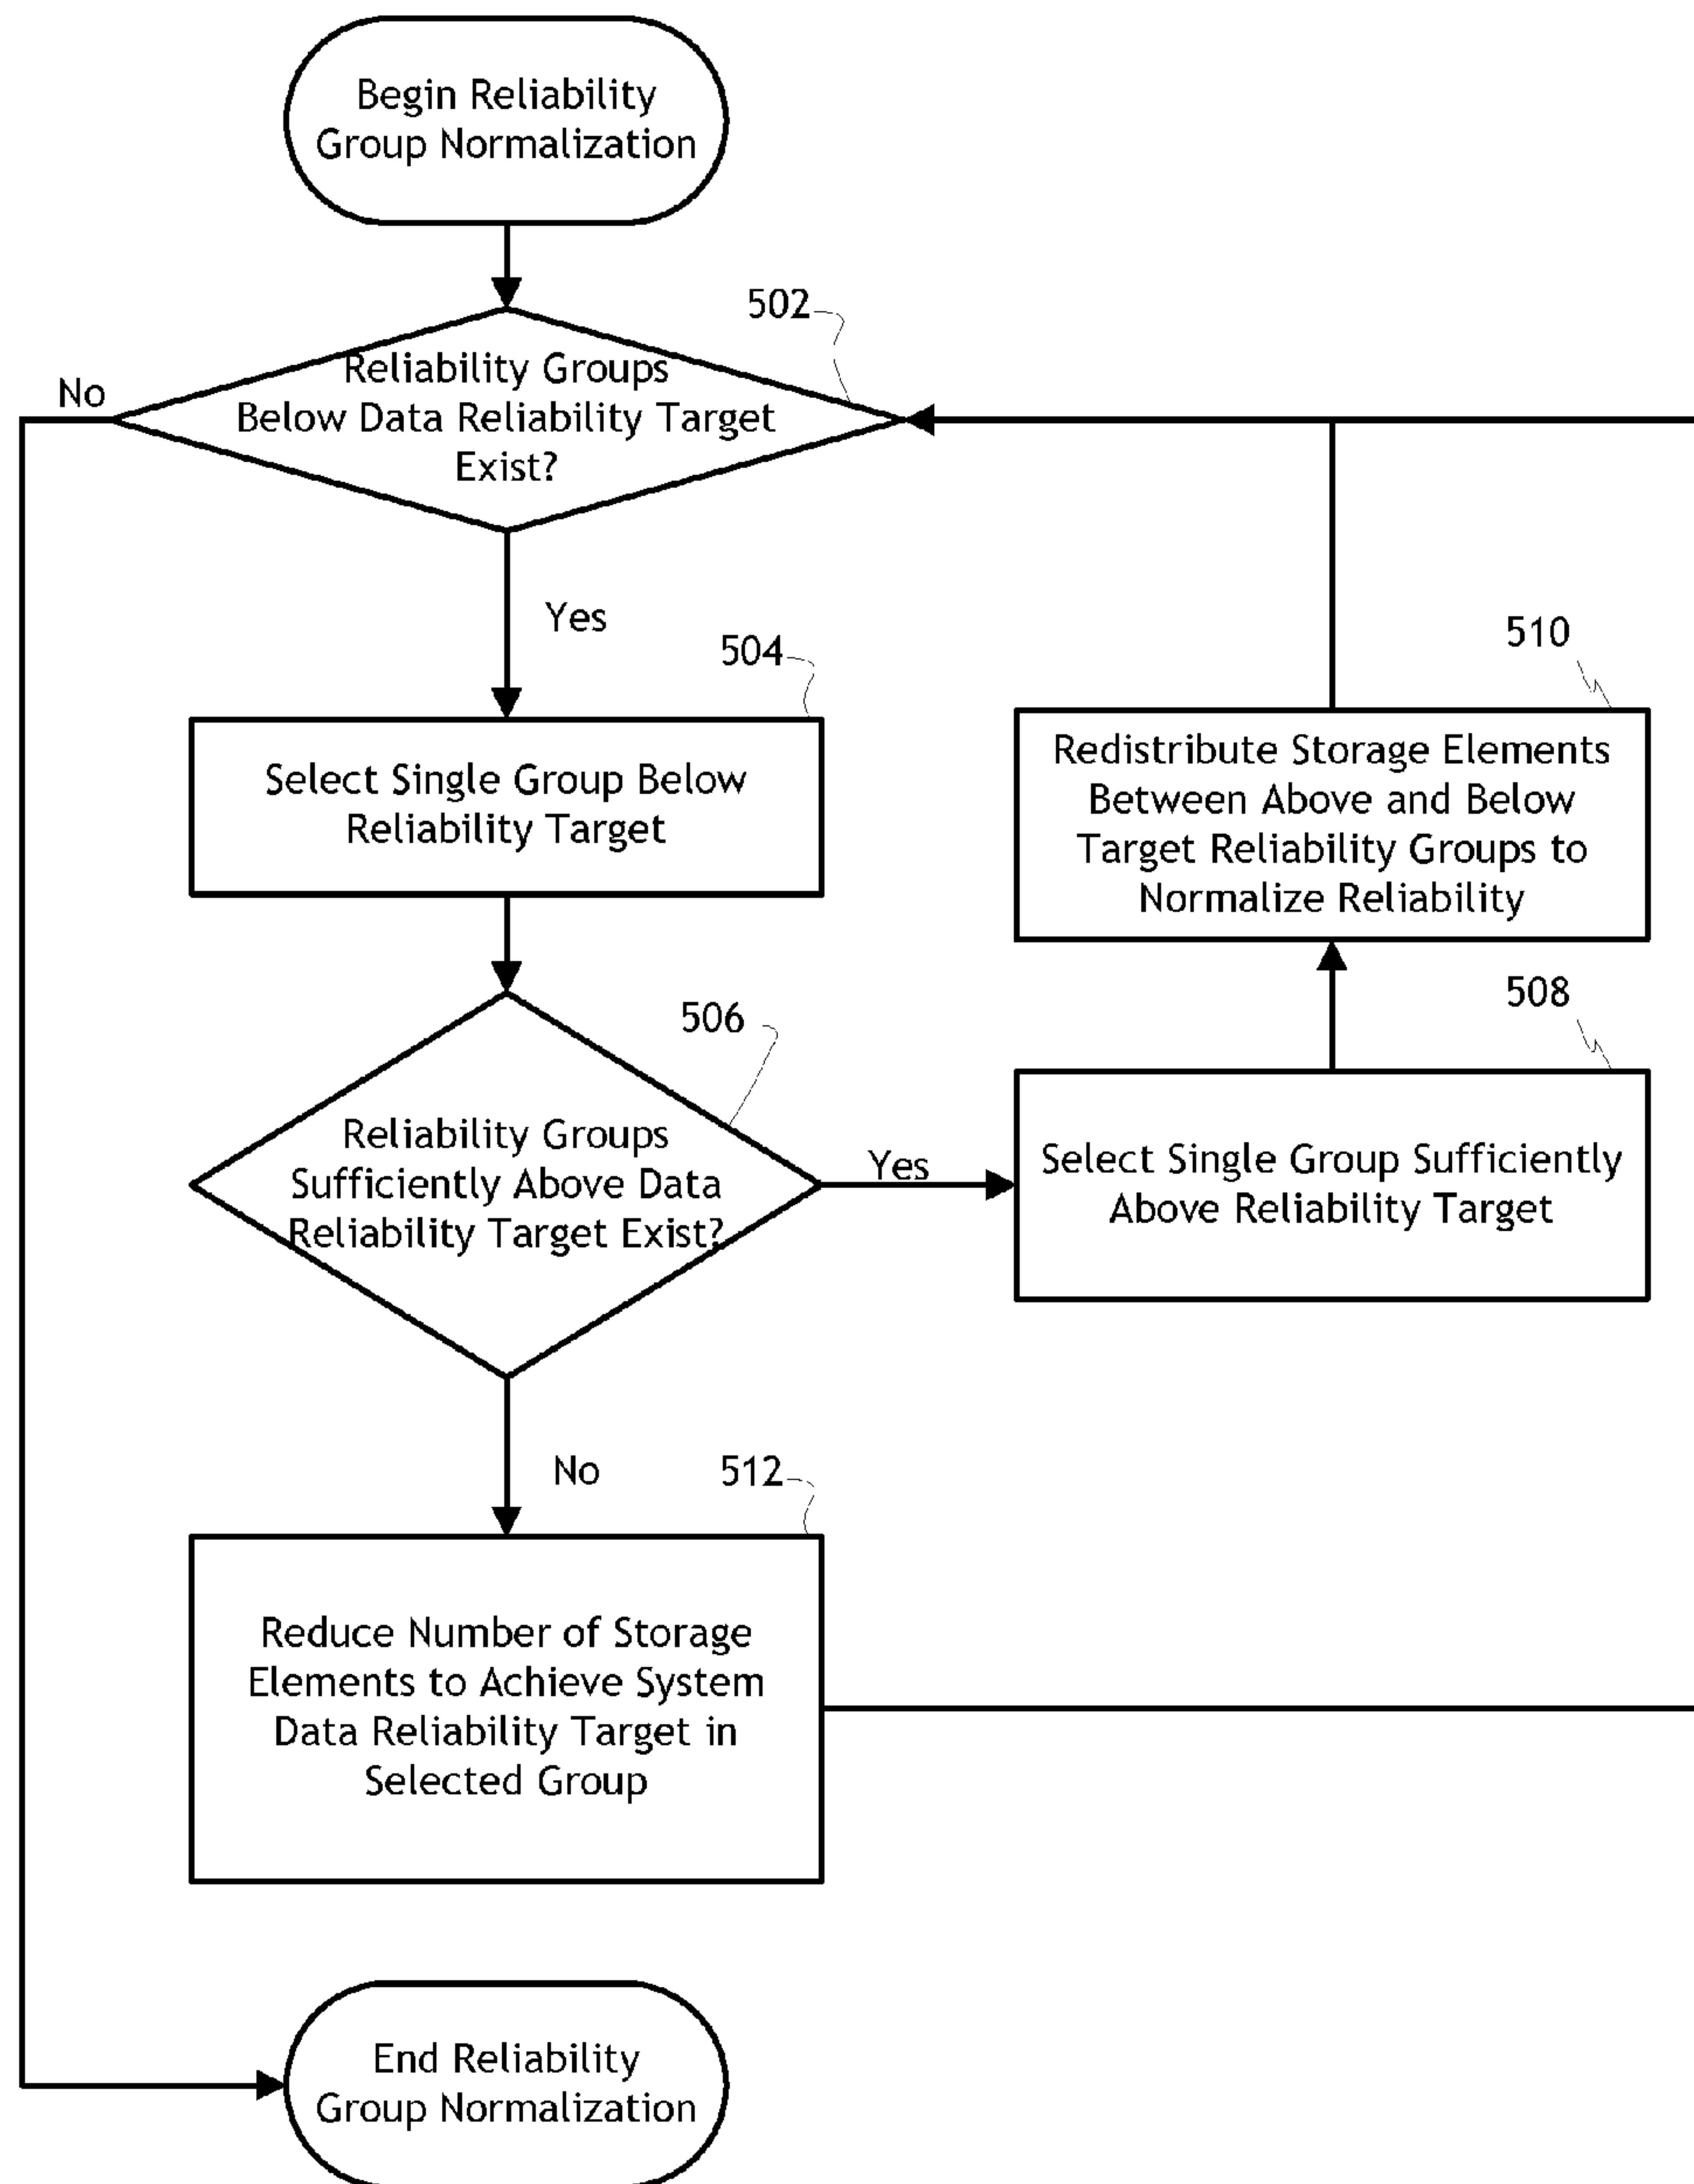 Begin Reliability
Group Normalization
502
No
Reliability Groups
Below Data Reliability Target
Exist?
Yes
504
510
Select Single Group Below
Reliability Target
Redistribute Storage Elements
Between Above and Below
Target Reliability Groups to
Normalize Reliability
506
508
Reliability Groups
Sufficiently Above Data
Reliability Target Exist?
Yes
Select Single Group Sufficiently
Above Reliability Target
No
512
Reduce Number of Storage
Elements to Achieve System
Data Reliability Target in
Selected Group
End Reliability
Group Normalization